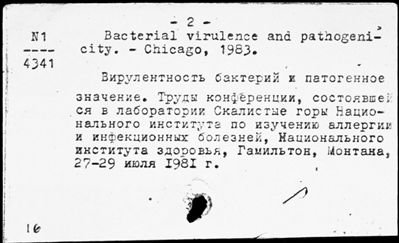 - 2 -
N1 Bacterial virulence and pathogeni-
---- city. - Chicago, 1983.
4341
Вирулентность бактерий и патогенное
значение. Труды конференции, состоявшей
ся в лаборатории Скалистые горы Нацио-
нального института по изучению аллергии
и инфекционных болезней, Национального
института здоровья, Гамильтон, Монтана,
27-29 июля 1981 г.
16